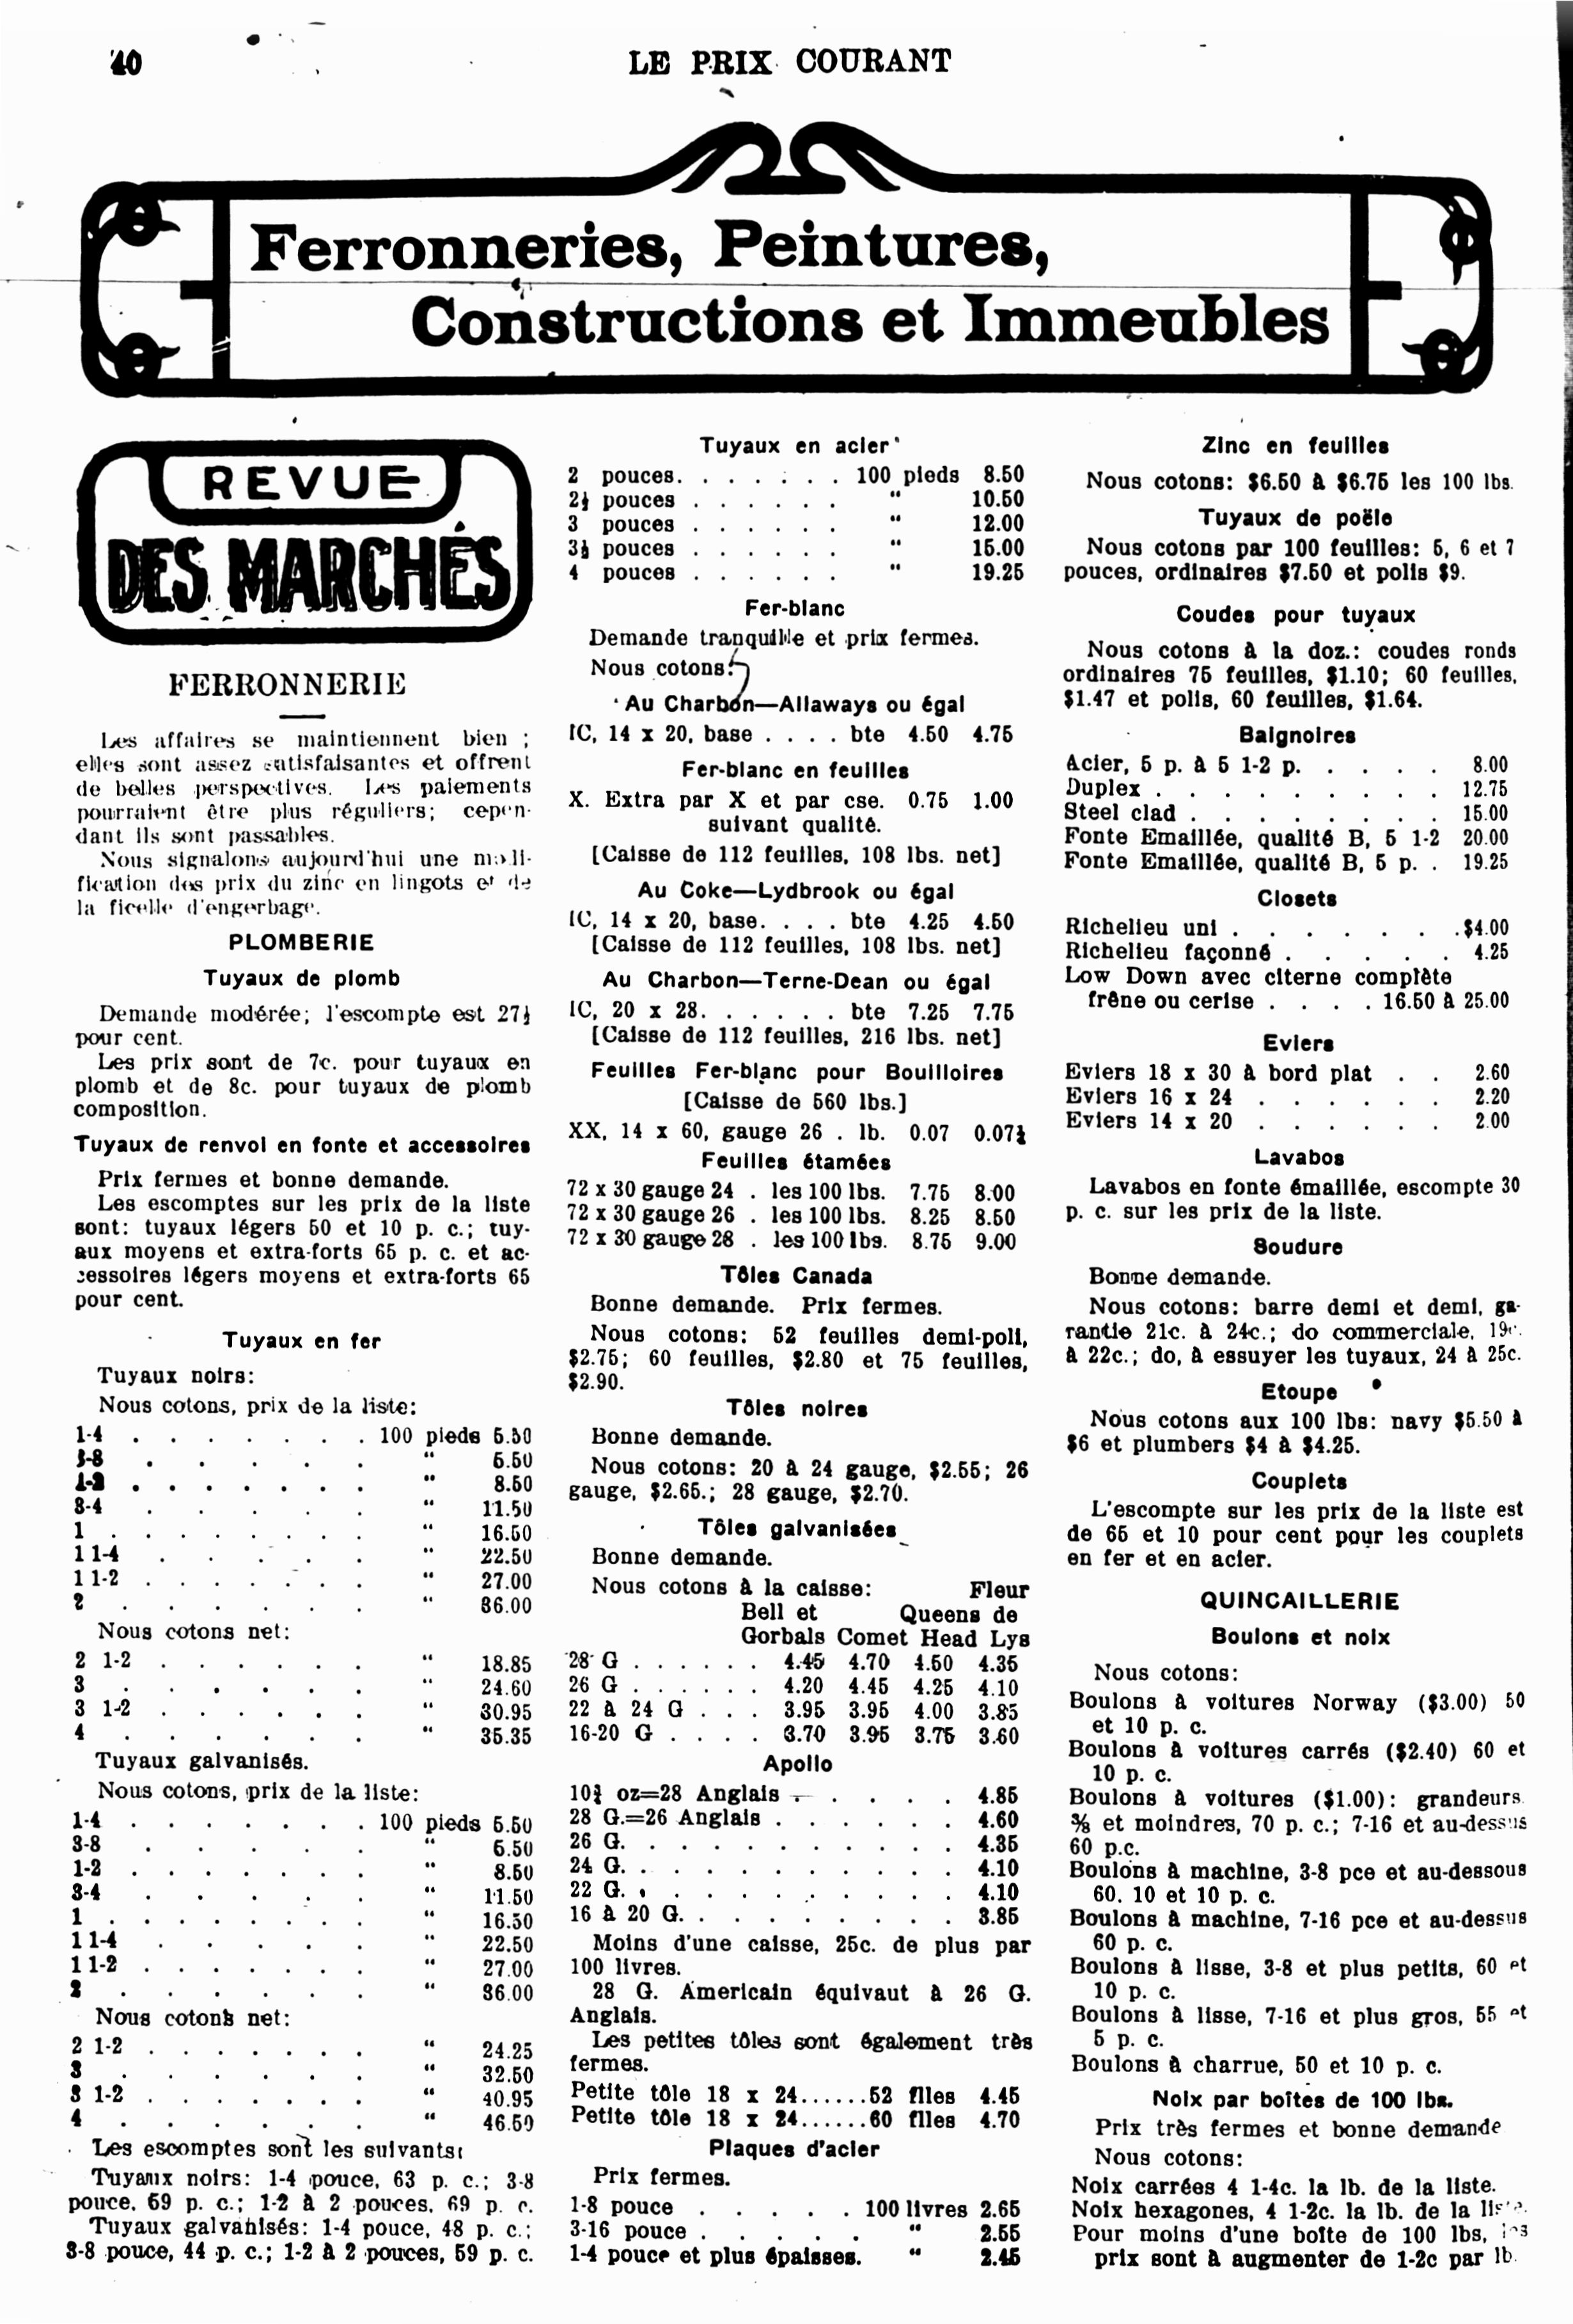 40
LE PRIX COURANT
Ferronneries, Peintures,
Constructions et Immeubles
REVUE
DES MARCHÉS
FERRONNERIE
Les affaires se maintiennent bien ;
elles sont assez satisfaisantes et offrent
de belles perspectives. Les paiements
pourraient être plus réguliers; cepen-
dant ils sont passables.
Nous signalons aujourd'hui une modi-
fication des prix du zinc en lingots et de
la ficelle d'engerbage.
PLOMBERIE
Tuyaux de plomb
Demande modérée; l'escompte est 27½
pour cent.
Les prix sont de 7c. pour tuyaux en
plomb et de 8c. pour tuyaux de plomb
composition.
Tuyaux de renvoi en fonte et accessoires
Prix fermes et bonne demande.
Les escomptes sur les prix de la liste
sont: tuyaux légers 50 et 10 p. c.; tuy-
aux moyens et extra-forts 65 p. c. et ac-
cessoires légers moyens et extra-forts 65
pour cent.
Tuyaux en fer
Tuyaux noirs:
Nous cotons, prix de la liste:
1-4 . . . . . . . 100 pieds 5.50
3-8 . . . . . . " 5.50
1-2 . . . . . . . " 8.50
3-4 . . . . . " 11.50
1 . . . . . . . . " 16.50
1 1-4 . . . . . " 22.50
1 1-2 . . . . . . . " 27.00
2 . . . . . . " 36.00
Nous cotons net:
2 1-2 . . . . . . . " 18.85
3 . . . . . . " 24.60
3 1-2 . . . . . . . " 30.95
4 . . . . . . " 35.35
Tuyaux galvanisés.
Nous cotons, prix de la liste:
1-4 . . . . . . . 100 pieds 5.50
3-8 . . . . . " 5.50
1-2 . . . . . . . " 8.50
3-4 . . . . . " 11.50
1 . . . . . . . . " 16.50
1 1-4 . . . . . " 22.50
1 1-2 . . . . . . . " 27.00
2 . . . . . . " 36.00
Nous cotons net:
2 1-2 . . . . . . . " 24.25
3 . . . . . . " 32.50
3 1-2 . . . . . . . " 40.95
4 . . . . . . " 46.50
Les escomptes sont les suivants:
Tuyaux noirs: 1-4 pouce, 63 p. c.; 3-8
pouce, 69 p. c.; 1-2 à 2 pouces, 69 p. c.
Tuyaux galvanisés: 1-4 pouce, 48 p. c.;
3-8 pouce, 44 p. c.; 1-2 à 2 pouces, 59 p. c.
Tuyaux en acier
2 pouces. . . . . . . 100 pieds 8.50
2½ pouces . . . . . . " 10.50
3 pouces . . . . . . " 12.00
3½ pouces . . . . . . " 15.00
4 pouces . . . . . . " 19.25
Fer-blanc
Demande tranquille et prix fermes.
Nous cotons:
Au Charbon—Allaways ou égal
IC, 14 x 20, base . . . . bte 4.50 4.75
Fer-blanc en feuilles
X. Extra par X et par cse. 0.75 1.00
suivant qualité.
[Caisse de 112 feuilles, 108 lbs. net]
Au Coke—Lydbrook ou égal
IC, 14 x 20, base. . . . bte 4.25 4.50
[Caisse de 112 feuilles, 108 lbs. net]
Au Charbon—Terne-Dean ou égal
IC, 20 x 28. . . . . . bte 7.25 7.75
[Caisse de 112 feuilles, 216 lbs. net]
Feuilles Fer-blanc pour Bouilloires
[Caisse de 560 lbs.]
XX, 14 x 60, gauge 26 . lb. 0.07 0.07½
Feuilles étamées
72 x 30 gauge 24 . les 100 lbs. 7.75 8.00
72 x 30 gauge 26 . les 100 lbs. 8.25 8.50
72 x 30 gauge 28 . les 100 lbs. 8.75 9.00
Tôles Canada
Bonne demande. Prix fermes.
Nous cotons: 52 feuilles demi-poli,
$2.75; 60 feuilles, $2.80 et 75 feuilles,
$2.90.
Tôles noires
Bonne demande.
Nous cotons: 20 à 24 gauge, $2.55; 26
gauge, $2.65.; 28 gauge, $2.70.
Tôles galvanisées
Bonne demande.
Nous cotons à la caisse: Fleur
Bell et Queens de
Gorbals Comet Head Lys
28 G . . . . . . 4.45 4.70 4.50 4.35
26 G . . . . . . 4.20 4.45 4.25 4.10
22 à 24 G . . . 3.95 3.95 4.00 3.85
16-20 G . . . . 3.70 3.95 3.75 3.60
Apollo
10¾ oz=28 Anglais . . . . . 4.85
28 G.=26 Anglais . . . . . . 4.60
26 G. . . . . . . . . . . 4.35
24 G. . . . . . . . . . . 4.10
22 G. . . . . . . . . . . 4.10
16 à 20 G. . . . . . . . . 3.85
Moins d'une caisse, 25c. de plus par
100 livres.
28 G. Américain équivaut à 26 G.
Anglais.
Les petites tôles sont également très
fermes.
Petite tôle 18 x 24......52 flles 4.45
Petite tôle 18 x 24......60 flles 4.70
Plaques d'acier
Prix fermes.
1-8 pouce . . . . . 100 livres 2.65
3-16 pouce . . . . . " 2.55
1-4 pouce et plus épaisses. " 2.45
Zinc en feuilles
Nous cotons: $6.50 à $6.75 les 100 lbs.
Tuyaux de poële
Nous cotons par 100 feuilles: 5, 6 et 7
pouces, ordinaires $7.50 et polis $9.
Coudes pour tuyaux
Nous cotons à la doz.: coudes ronds
ordinaires 75 feuilles, $1.10; 60 feuilles,
$1.47 et polis, 60 feuilles, $1.64.
Baignoires
Acier, 5 p. à 5 1-2 p. . . . . . 8.00
Duplex . . . . . . . . . 12.75
Steel clad . . . . . . . . 15.00
Fonte Emaillée, qualité B, 5 1-2 20.00
Fonte Emaillée, qualité B, 5 p. . 19.25
Closets
Richelieu uni . . . . . . . . $4.00
Richelieu façonné . . . . . . 4.25
Low Down avec citerne complète
frêne ou cerise . . . . 16.50 à 25.00
Eviers
Eviers 18 x 30 à bord plat . . 2.60
Eviers 16 x 24 . . . . . . 2.20
Eviers 14 x 20 . . . . . . 2.00
Lavabos
Lavabos en fonte émaillée, escompte 30
p. c. sur les prix de la liste.
Soudure
Bonne demande.
Nous cotons: barre demi et demi, ga-
rantie 21c. à 24c.; do commerciale, 19c.
à 22c.; do, à essuyer les tuyaux, 24 à 25c.
Etoupe
Nous cotons aux 100 lbs: navy $5.50 à
$6 et plumbers $4 à $4.25.
Couplets
L'escompte sur les prix de la liste est
de 65 et 10 pour cent pour les couplets
en fer et en acier.
QUINCAILLERIE
Boulons et noix
Nous cotons:
Boulons à voitures Norway ($3.00) 50
et 10 p. c.
Boulons à voitures carrés ($2.40) 60 et
10 p. c.
Boulons à voitures ($1.00): grandeurs
⅜ et moindres, 70 p. c.; 7-16 et au-dessus
60 p.c.
Boulons à machine, 3-8 pce et au-dessous
60, 10 et 10 p. c.
Boulons à machine, 7-16 pce et au-dessus
60 p. c.
Boulons à lisse, 3-8 et plus petits, 60 et
10 p. c.
Boulons à lisse, 7-16 et plus gros, 55 et
5 p. c.
Boulons à charrue, 50 et 10 p. c.
Noix par boîtes de 100 lbs.
Prix très fermes et bonne demande
Nous cotons:
Noix carrées 4 1-4c. la lb. de la liste.
Noix hexagones, 4 1-2c. la lb. de la liste.
Pour moins d'une boîte de 100 lbs, les
prix sont à augmenter de 1-2c par lb.